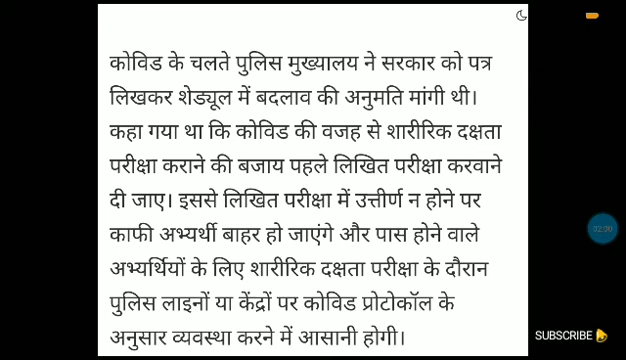 कोविड के चलते पुलिस मुख्यालय ने सरकार को पत्र
लिखकर शेड्यूल में बदलाव की अनुमति मांगी थी।
कहा गया था कि कोविड की वजह से शारीरिक दक्षता
परीक्षा कराने की बजाय पहले लिखित परीक्षा करवाने
दी जाए। इससे लिखित परीक्षा में उत्तीर्ण न होने पर
काफी अभ्यर्थी बाहर हो जाएंगे और पास होने वाले
अभ्यर्थियों के लिए शारीरिक दक्षता परीक्षा के दौरान
पुलिस लाइनों या केंद्रों पर कोविड प्रोटोकॉल के
अनुसार व्यवस्था करने में आसानी होगी।
02:00
SUBSCRIBE